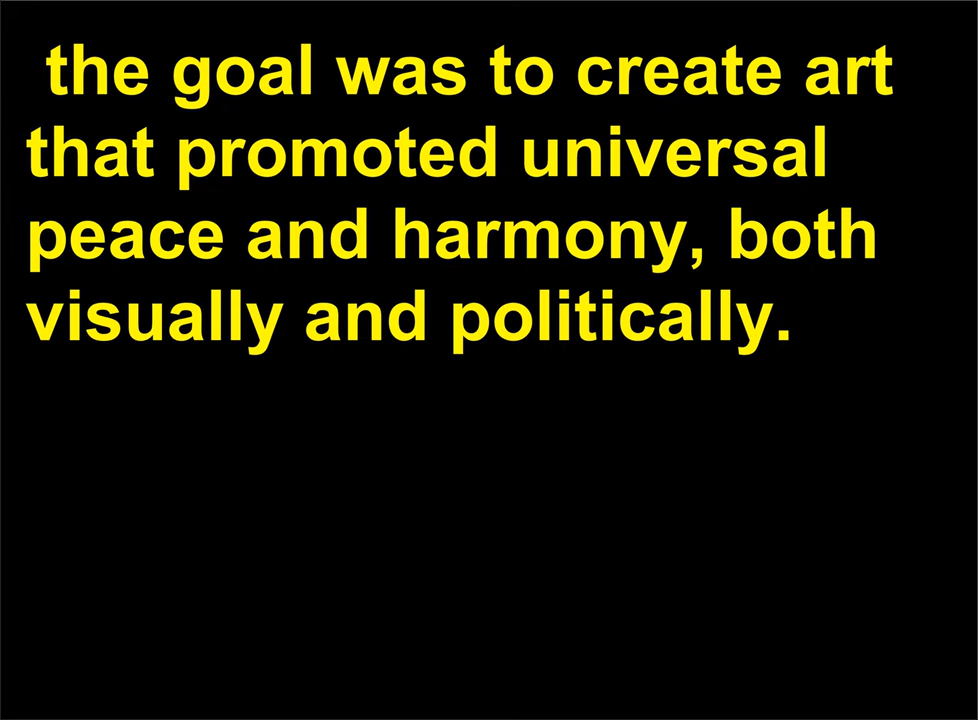 the goal was to create art
that promoted universal
peace and harmony, both
visually and politically.